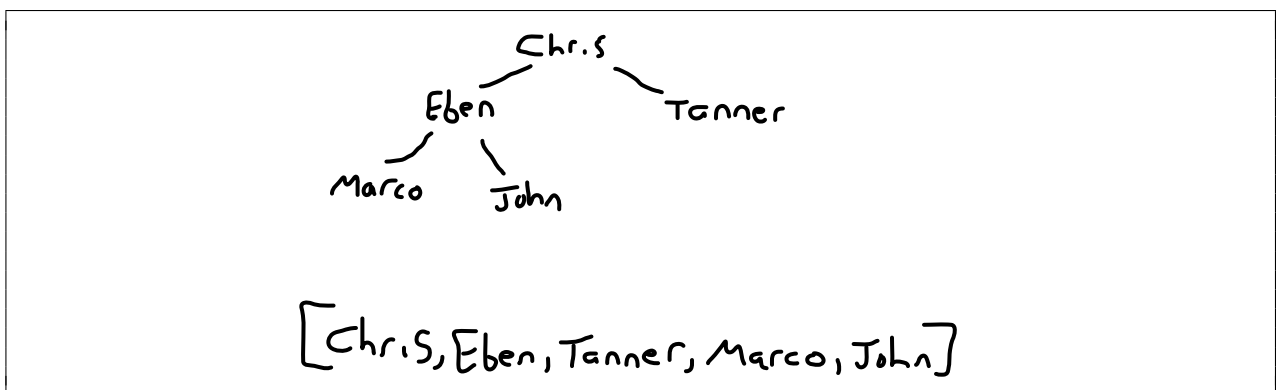 Chris
Eben Tanner
Marco John
[Chris, Eben, Tanner, Marco, John]